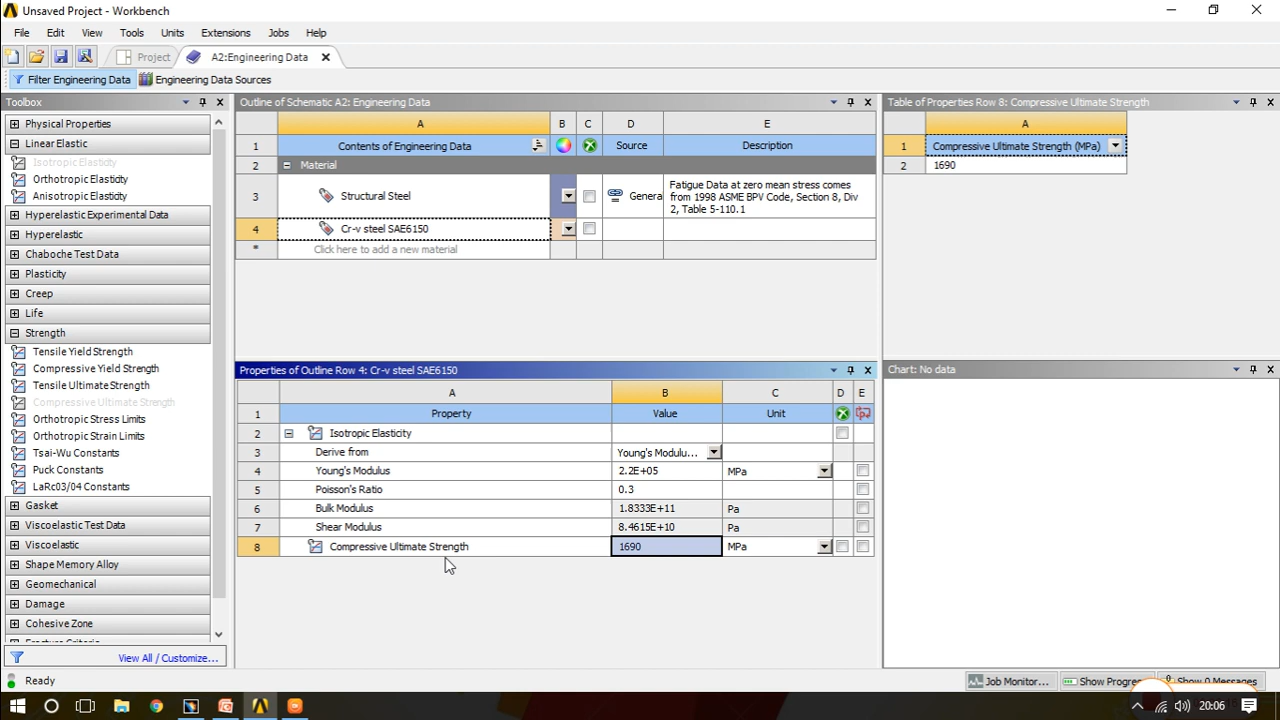 Unsaved Project - Workbench
File Edit View Tools Units Extensions Jobs Help
Project A2:Engineering Data
Filter Engineering Data Engineering Data Sources
Toolbox
Physical Properties
Linear Elastic
Isotropic Elasticity
Orthotropic Elasticity
Anisotropic Elasticity
Hyperelastic Experimental Data
Hyperelastic
Chaboche Test Data
Plasticity
Creep
Life
Strength
Tensile Yield Strength
Compressive Yield Strength
Tensile Ultimate Strength
Compressive Ultimate Strength
Orthotropic Stress Limits
Orthotropic Strain Limits
Tsai-Wu Constants
Puck Constants
LaRc03/04 Constants
Gasket
Viscoelastic Test Data
Viscoelastic
Shape Memory Alloy
Geomechanical
Damage
Cohesive Zone
Fracture Criteria
View All / Customize...
Outline of Schematic A2: Engineering Data
A B C D E
1 Contents of Engineering Data Source Description
2 Material
3 Structural Steel Genera
Fatigue Data at zero mean stress comes
from 1998 ASME BPV Code, Section 8, Div
2, Table 5-110.1
4 Cr-v steel SAE6150
* Click here to add a new material
Properties of Outline Row 4: Cr-v steel SAE6150
A B C D E
1 Property Value Unit
2 Isotropic Elasticity
3 Derive from Young's Modulu...
4 Young's Modulus 2.2E+05 MPa
5 Poisson's Ratio 0.3
6 Bulk Modulus 1.8333E+11 Pa
7 Shear Modulus 8.4615E+10 Pa
8 Compressive Ultimate Strength 1690 MPa
Table of Properties Row 8: Compressive Ultimate Strength
A
1 Compressive Ultimate Strength (MPa)
2 1690
Chart: No data
Ready
Job Monitor... Show Progres Show 0 Messages
20:06